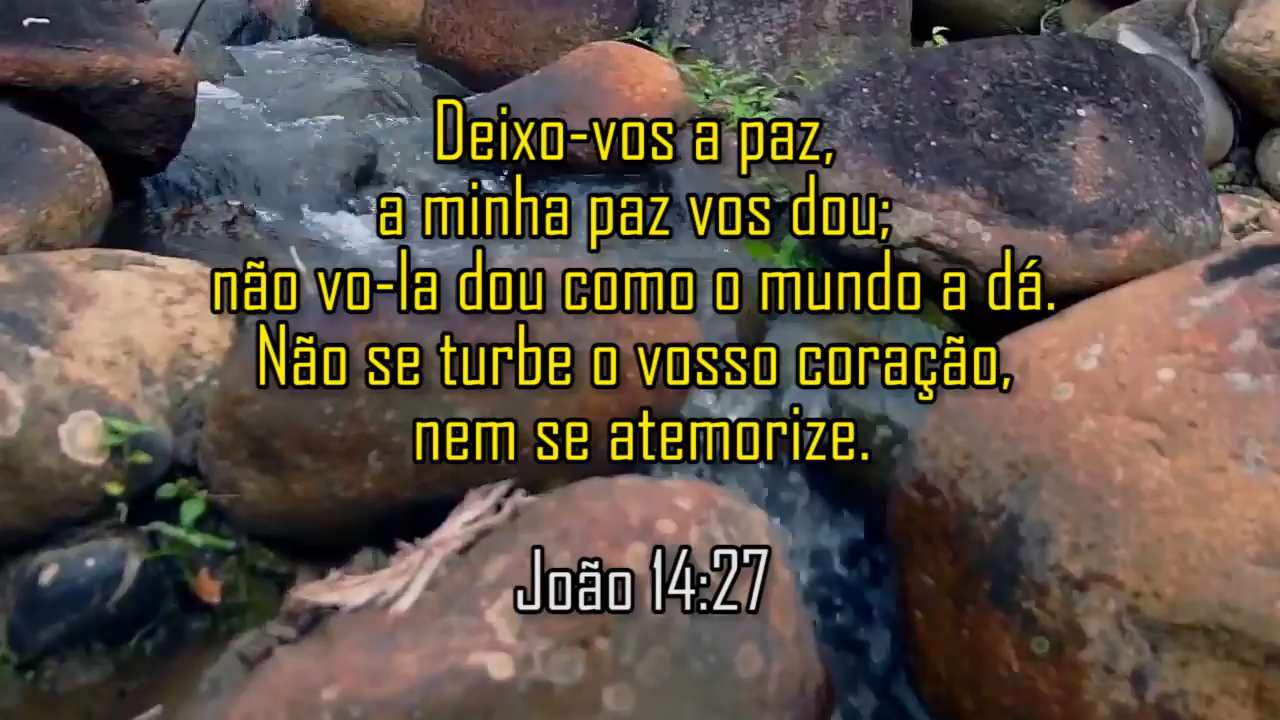 Deixo-vos a paz,
a minha paz vos dou;
não vo-la dou como o mundo a dá.
Não se turbe o vosso coração,
nem se atemorize.
João 14:27